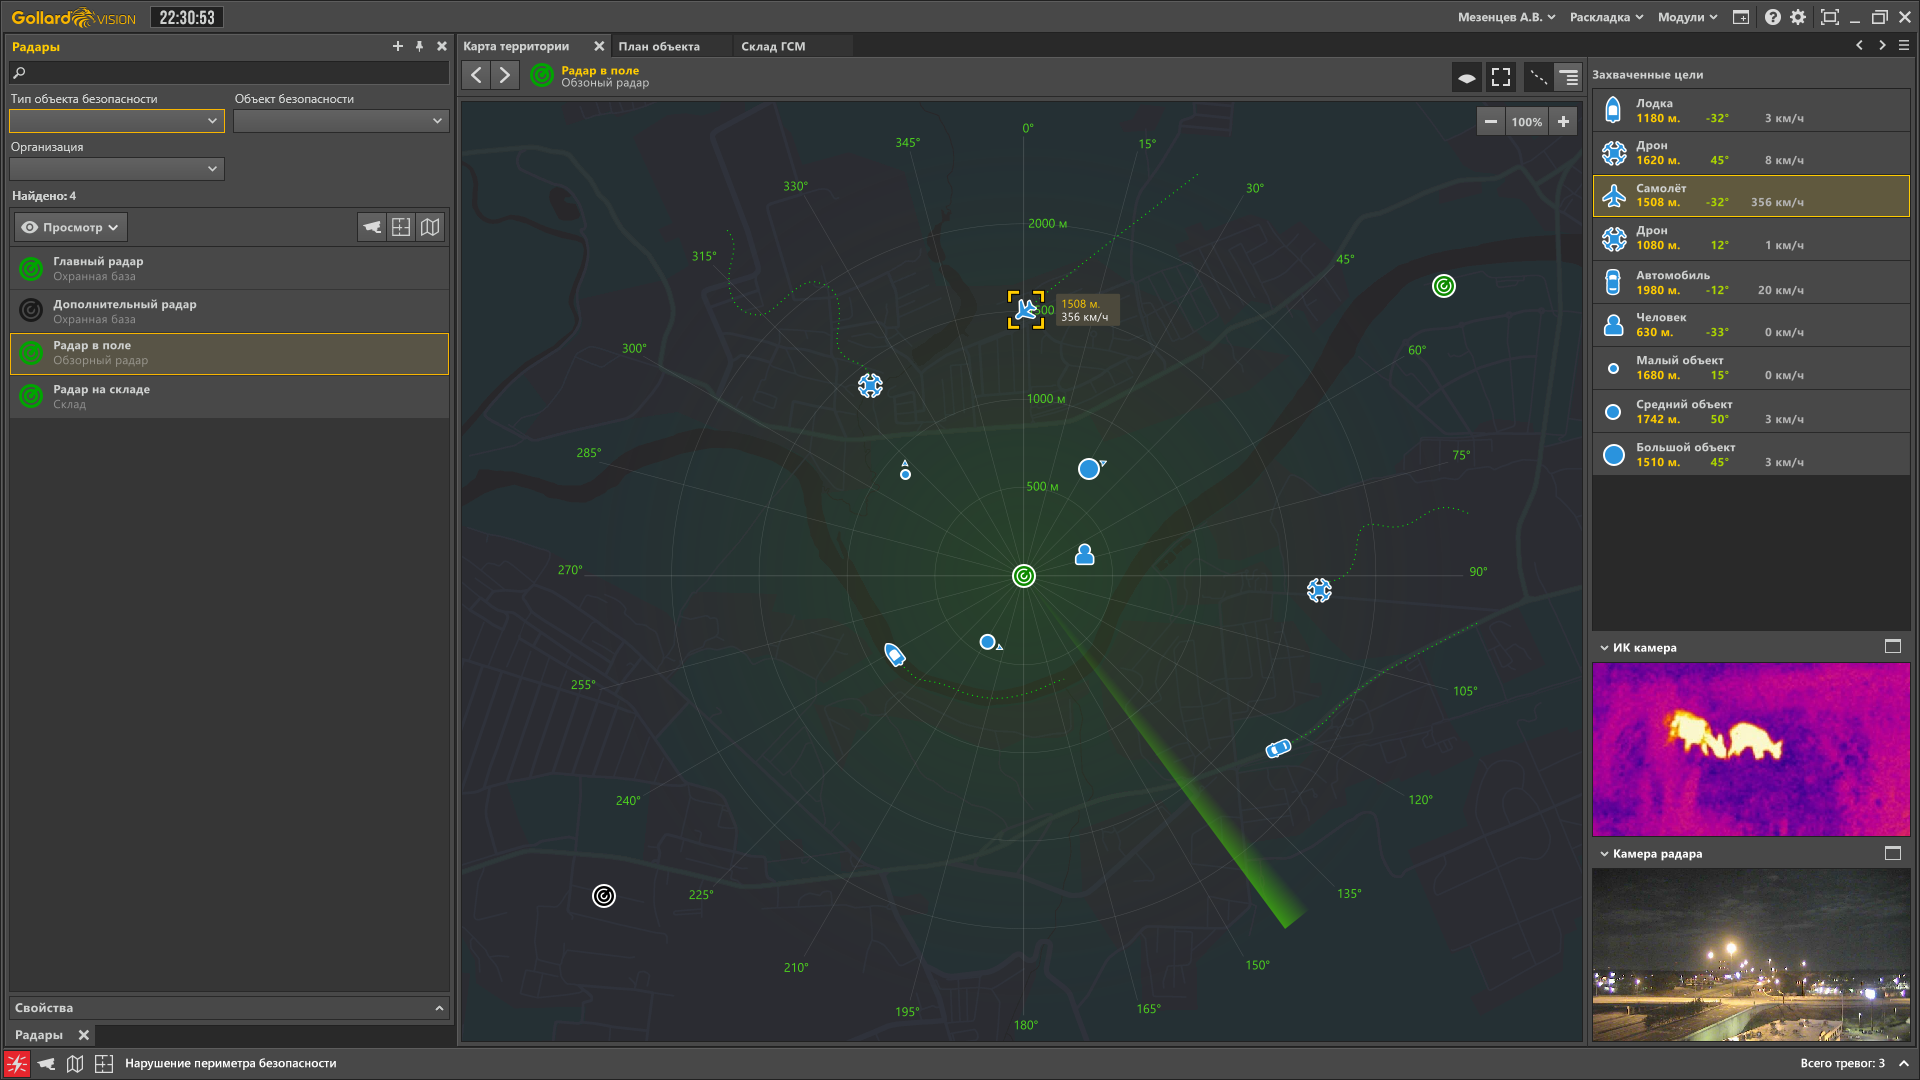 Gollard VISION
22:30:53
Мезенцев А.В.
Раскладка
Модули
Радары
Тип объекта безопасности
Объект безопасности
Организация
Найдено: 4
Просмотр
Главный радар
Охранная база
Дополнительный радар
Охранная база
Радар в поле
Обзорный радар
Радар на складе
Склад
Свойства
Радары
Карта территории
План объекта
Склад ГСМ
Радар в поле
Обзоный радар
100%
0°
15°
30°
45°
60°
75°
90°
105°
120°
135°
150°
165°
180°
195°
210°
225°
240°
255°
270°
285°
300°
315°
330°
345°
2000 м
1000 м
500 м
1508 м.
356 км/ч
Захваченные цели
Лодка
1180 м. -32° 3 км/ч
Дрон
1620 м. 45° 8 км/ч
Самолёт
1508 м. -32° 356 км/ч
Дрон
1080 м. 12° 1 км/ч
Автомобиль
1980 м. -12° 20 км/ч
Человек
630 м. -33° 0 км/ч
Малый объект
1680 м. 15° 0 км/ч
Средний объект
1742 м. 50° 3 км/ч
Большой объект
1510 м. 45° 3 км/ч
ИК камера
Камера радара
Нарушение периметра безопасности
Всего тревог: 3